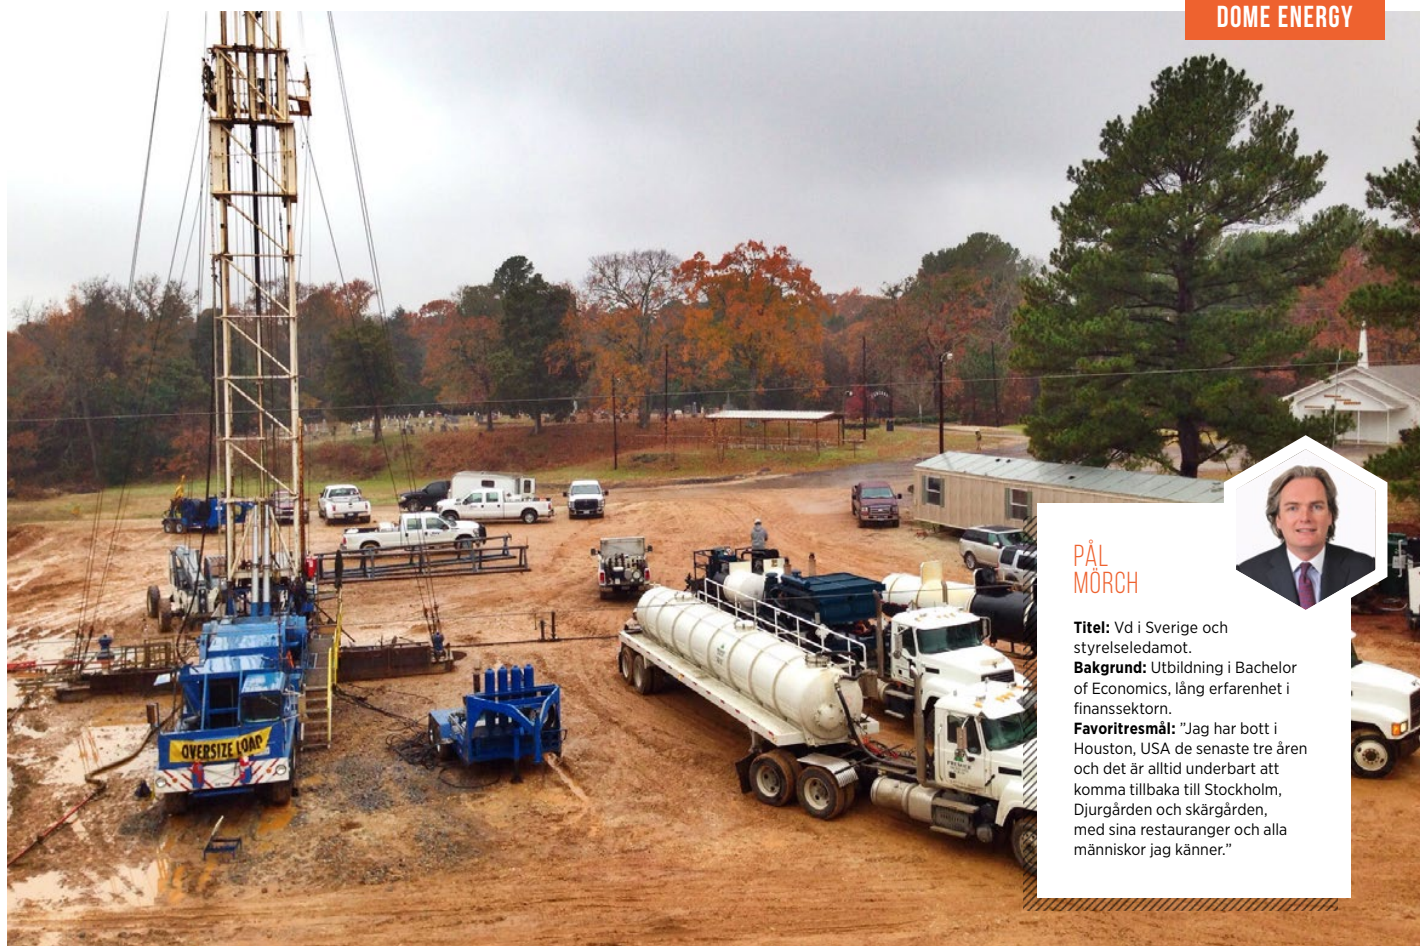 DOME ENERGY
OVERSIZE LOAD
PÅL
MÖRCH
Titel: Vd i Sverige och
styrelseledamot.
Bakgrund: Utbildning i Bachelor
of Economics, lång erfarenhet i
finanssektorn.
Favoritresmål: ”Jag har bott i
Houston, USA de senaste tre åren
och det är alltid underbart att
komma tillbaka till Stockholm,
Djurgården och skärgården,
med sina restauranger och alla
människor jag känner.”